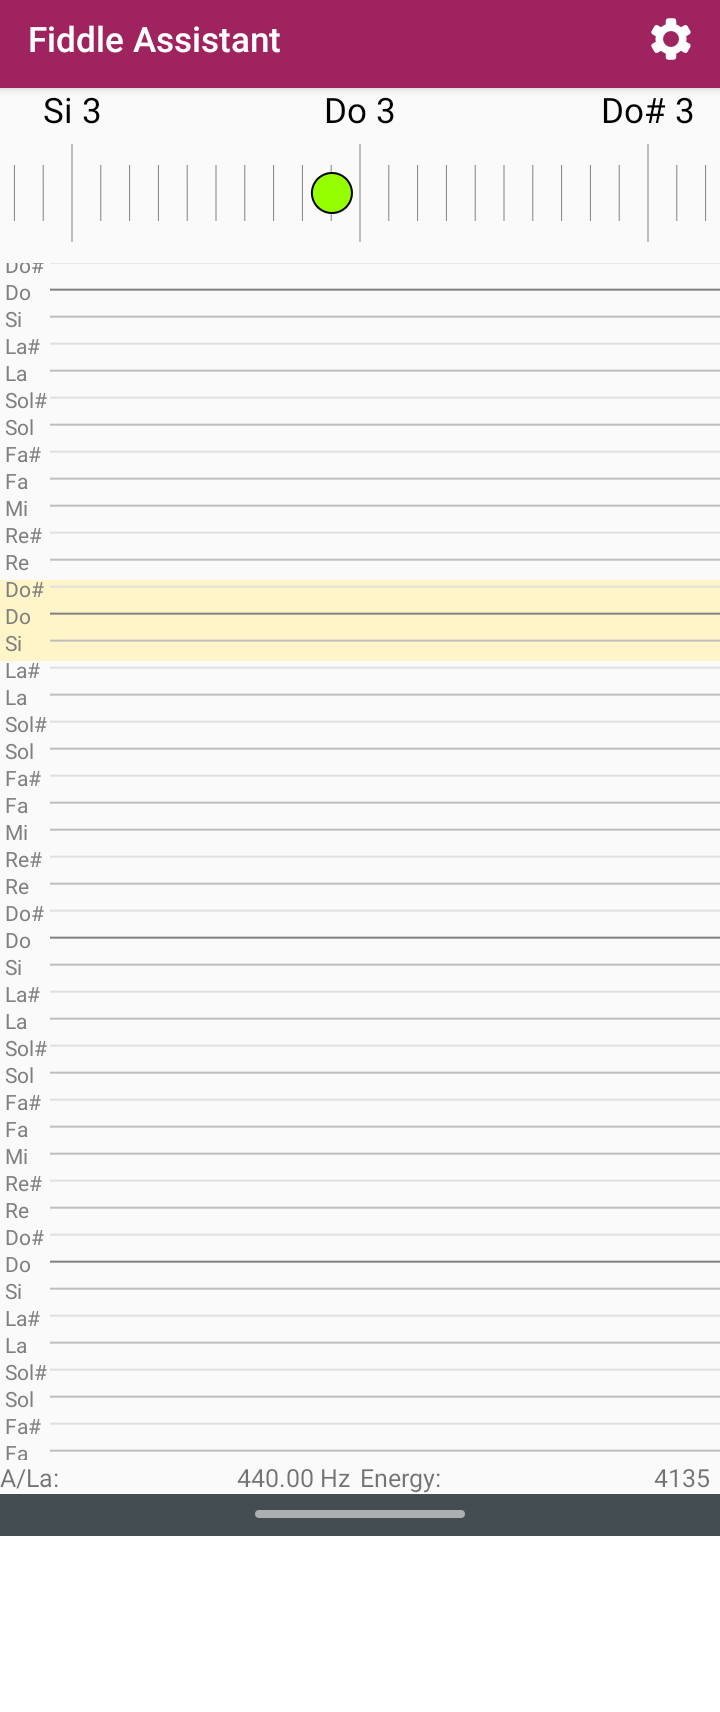 Fiddle Assistant
Si 3 Do 3 Do# 3
Do#
Do
Si
La#
La
Sol#
Sol
Fa#
Fa
Mi
Re#
Re
Do#
Do
Si
La#
La
Sol#
Sol
Fa#
Fa
Mi
Re#
Re
Do#
Do
Si
La#
La
Sol#
Sol
Fa#
Fa
Mi
Re#
Re
Do#
Do
Si
La#
La
Sol#
Sol
Fa#
Fa
A/La: 440.00 Hz Energy: 4135